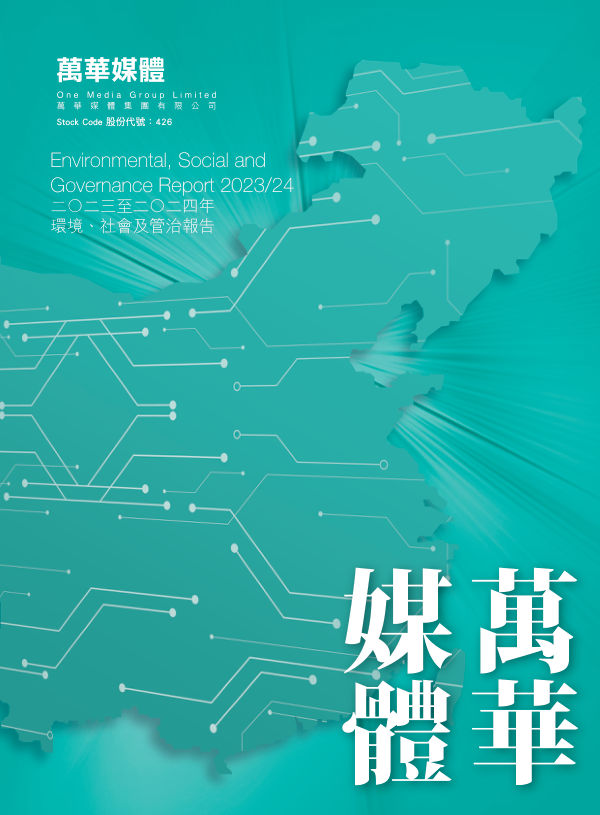 萬華媒體
One Media Group Limited
萬華媒體集團有限公司
Stock Code 股份代號：426
Environmental, Social and
Governance Report 2023/24
二〇二三至二〇二四年
環境、社會及管治報告
萬華
媒體